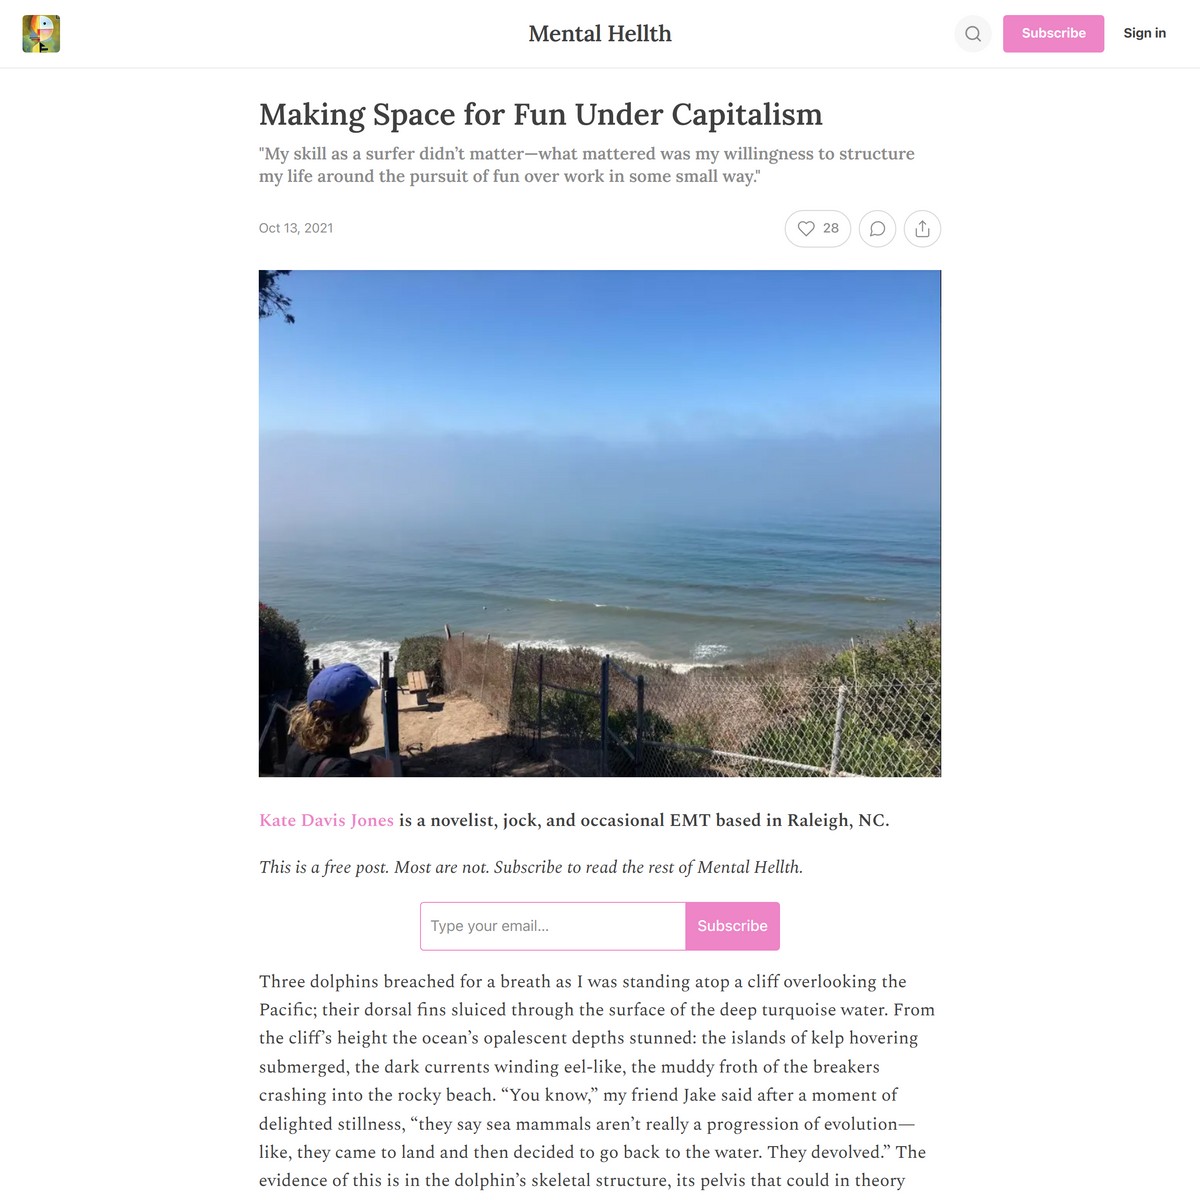 Mental Hellth
Subscribe
Sign in
Making Space for Fun Under Capitalism
"My skill as a surfer didn’t matter—what mattered was my willingness to structure
my life around the pursuit of fun over work in some small way."
Oct 13, 2021
28
Kate Davis Jones is a novelist, jock, and occasional EMT based in Raleigh, NC.
This is a free post. Most are not. Subscribe to read the rest of Mental Hellth.
Type your email...
Subscribe
Three dolphins breached for a breath as I was standing atop a cliff overlooking the
Pacific; their dorsal fins sluiced through the surface of the deep turquoise water. From
the cliff’s height the ocean’s opalescent depths stunned: the islands of kelp hovering
submerged, the dark currents winding eel-like, the muddy froth of the breakers
crashing into the rocky beach. “You know,” my friend Jake said after a moment of
delighted stillness, “they say sea mammals aren’t really a progression of evolution—
like, they came to land and then decided to go back to the water. They devolved.” The
evidence of this is in the dolphin’s skeletal structure, its pelvis that could in theory